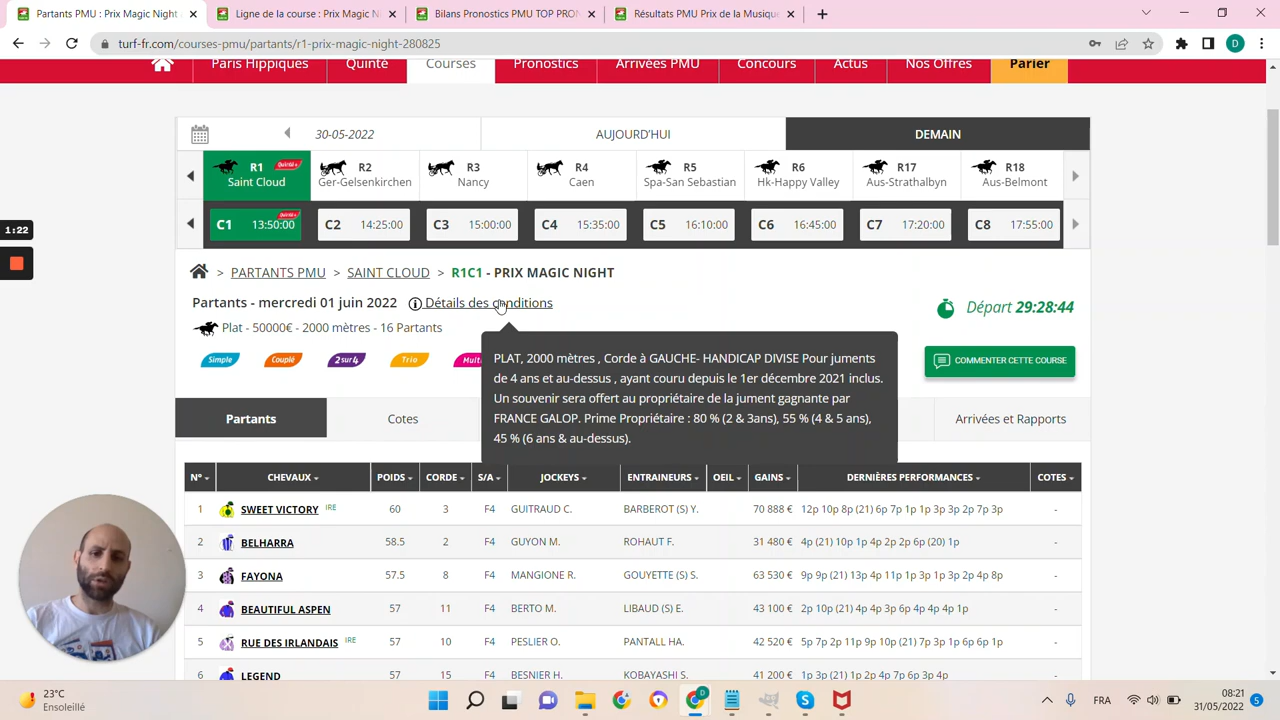 Partants PMU : Prix Magic Night
Ligne de la course : Prix Magic N
Bilans Pronostics PMU TOP PRON
Résultats PMU Prix de la Musique
turf-fr.com/courses-pmu/partants/r1-prix-magic-night-280825
D
Paris Hippiques
Quinté
Courses
Pronostics
Arrivées PMU
Concours
Actus
Nos Offres
Parier
30-05-2022
AUJOURD'HUI
DEMAIN
R1 Quinté+
Saint Cloud
R2
Ger-Gelsenkirchen
R3
Nancy
R4
Caen
R5
Spa-San Sebastian
R6
Hk-Happy Valley
R17
Aus-Strathalbyn
R18
Aus-Belmont
C1 13:50:00 Quinté+
C2 14:25:00
C3 15:00:00
C4 15:35:00
C5 16:10:00
C6 16:45:00
C7 17:20:00
C8 17:55:00
1:22
> PARTANTS PMU > SAINT CLOUD > R1C1 - PRIX MAGIC NIGHT
Partants - mercredi 01 juin 2022 Détails des conditions
Départ 29:28:44
Plat - 50000€ - 2000 mètres - 16 Partants
Simple Couplé 2sur4 Trio Mult
COMMENTER CETTE COURSE
PLAT, 2000 mètres , Corde à GAUCHE- HANDICAP DIVISE Pour juments
de 4 ans et au-dessus , ayant couru depuis le 1er décembre 2021 inclus.
Un souvenir sera offert au propriétaire de la jument gagnante par
FRANCE GALOP. Prime Propriétaire : 80 % (2 & 3ans), 55 % (4 & 5 ans),
45 % (6 ans & au-dessus).
Partants
Cotes
Arrivées et Rapports
N° CHEVAUX POIDS CORDE S/A JOCKEYS ENTRAINEURS OEIL GAINS DERNIÈRES PERFORMANCES COTES
1 SWEET VICTORY IRE 60 3 F4 GUITRAUD C. BARBEROT (S) Y. 70 888 € 12p 10p 8p (21) 6p 7p 1p 1p 3p 3p 2p 7p 3p -
2 BELHARRA 58.5 2 F4 GUYON M. ROHAUT F. 31 480 € 4p (21) 10p 1p 4p 2p 2p 6p (20) 1p -
3 FAYONA 57.5 8 F4 MANGIONE R. GOUYETTE (S) S. 63 530 € 9p 9p (21) 13p 4p 11p 1p 3p 1p 3p 2p 4p 8p -
4 BEAUTIFUL ASPEN 57 11 F4 BERTO M. LIBAUD (S) E. 43 100 € 2p 10p (21) 4p 4p 3p 6p 4p 4p 4p 1p -
5 RUE DES IRLANDAIS IRE 57 10 F4 PESLIER O. PANTALL HA. 42 520 € 5p 7p 2p 11p 9p 10p (21) 7p 3p 1p 6p 6p 1p -
6 LEGEND 57 15 F4 BESNIER H. KOBAYASHI S. 41 200 € 1p 3p (21) 2p 1p 4p 7p 6p 3p 4p -
23°C
Ensoleillé
D
FRA
08:21
31/05/2022
5